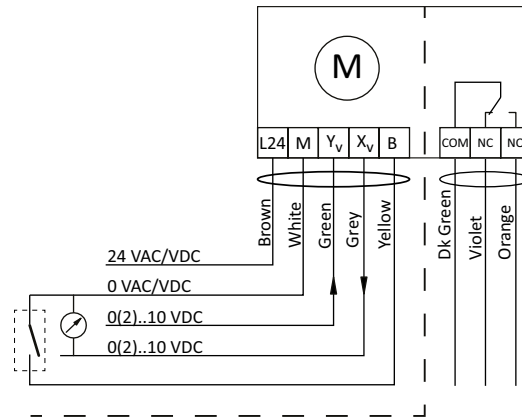 M
L24 M Yv Xv B COM NC NO
Brown White Green Grey Yellow Dk Green Violet Orange
24 VAC/VDC
0 VAC/VDC
0(2)..10 VDC
0(2)..10 VDC